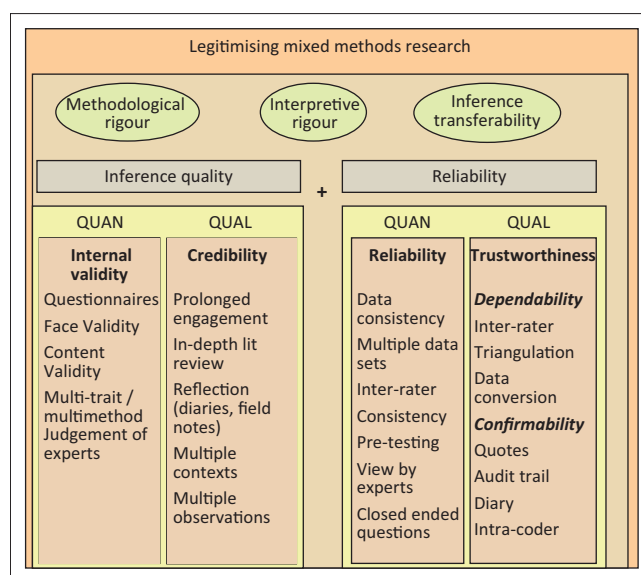 Legitimising mixed methods research
Methodological
rigour
Interpretive
rigour
Inference
transferability
Inference quality
+
Reliability
QUAN
QUAL
Internal
validity
Questionnaires
Face Validity
Content
Validity
Multi-trait /
multimethod
Judgement of
experts
Credibility
Prolonged
engagement
In-depth lit
review
Reflection
(diaries, field
notes)
Multiple
contexts
Multiple
observations
QUAN
QUAL
Reliability
Data
consistency
Multiple data
sets
Inter-rater
Consistency
Pre-testing
View by
experts
Closed ended
questions
Trustworthiness
Dependability
Inter-rater
Triangulation
Data
conversion
Confirmability
Quotes
Audit trail
Diary
Intra-coder